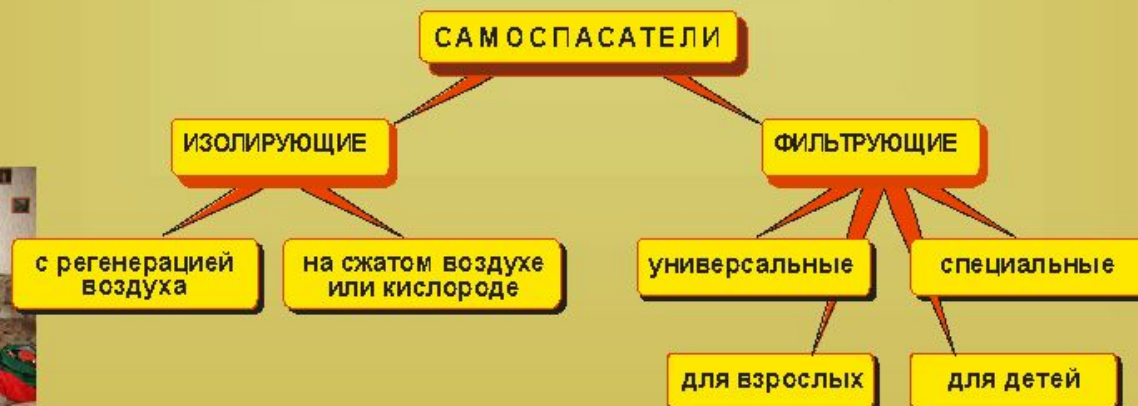 САМОСПАСАТЕЛИ
ИЗОЛИРУЮЩИЕ
ФИЛЬТРУЮЩИЕ
с регенерацией
воздуха
на сжатом воздухе
или кислороде
универсальные
специальные
для взрослых
для детей